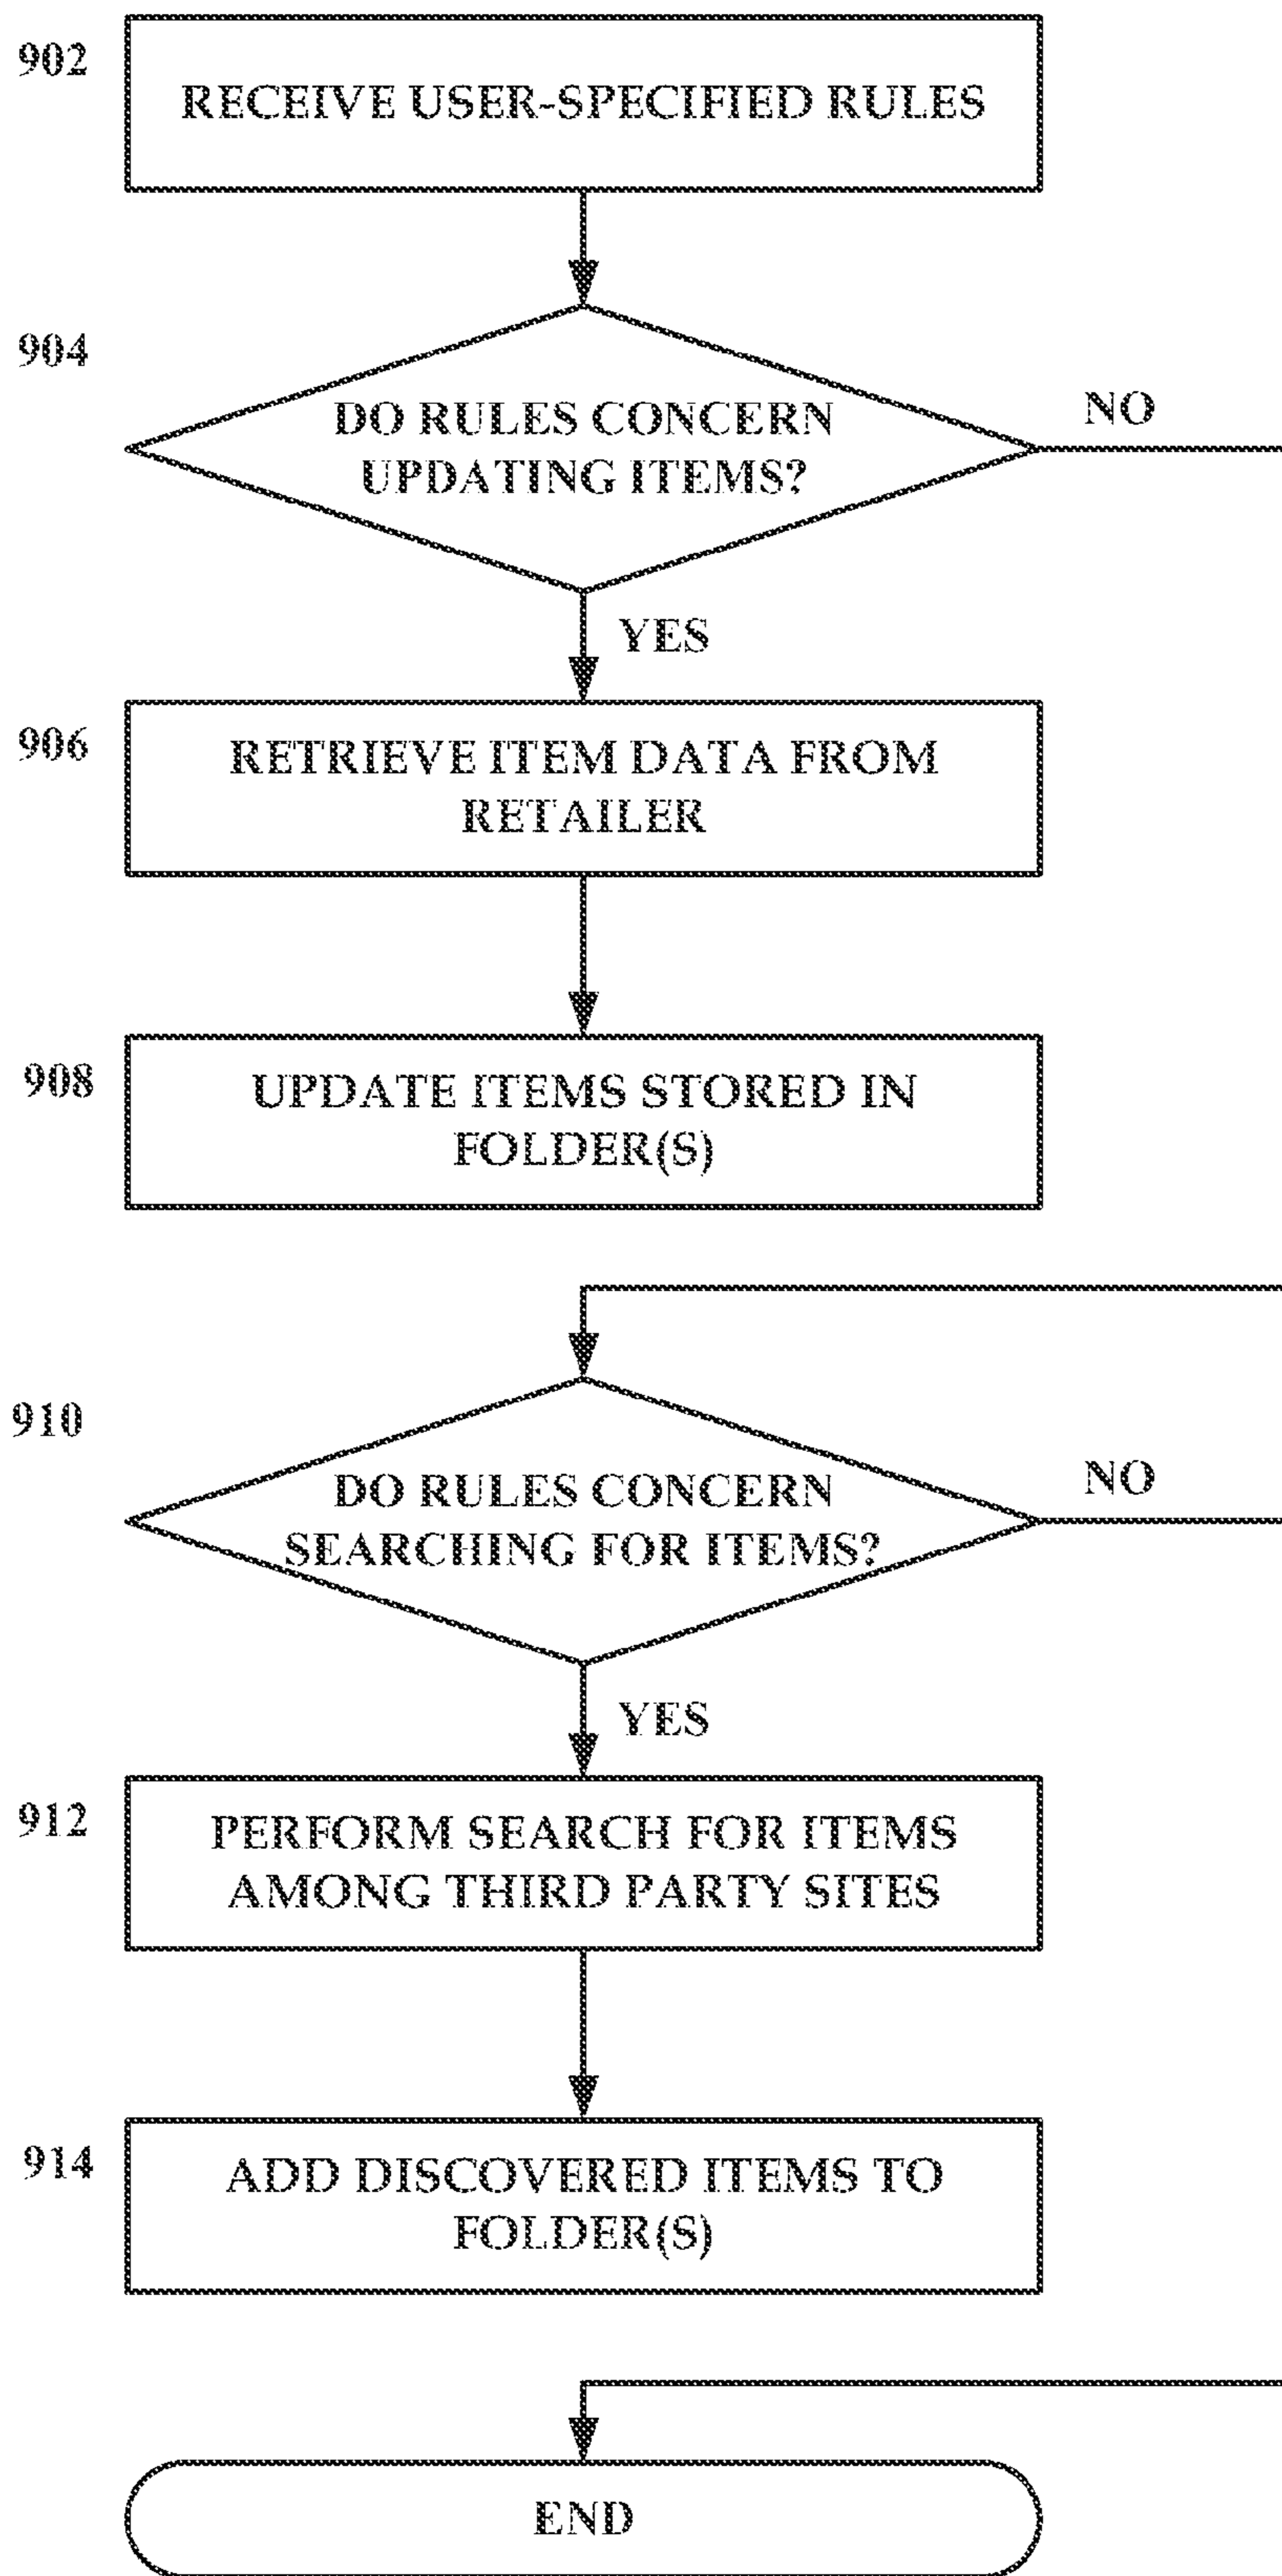 902
RECEIVE USER-SPECIFIED RULES
904
DO RULES CONCERN
UPDATING ITEMS?
NO
YES
906
RETRIEVE ITEM DATA FROM
RETAILER
908
UPDATE ITEMS STORED IN
FOLDER(S)
910
DO RULES CONCERN
SEARCHING FOR ITEMS?
NO
YES
912
PERFORM SEARCH FOR ITEMS
AMONG THIRD PARTY SITES
914
ADD DISCOVERED ITEMS TO
FOLDER(S)
END